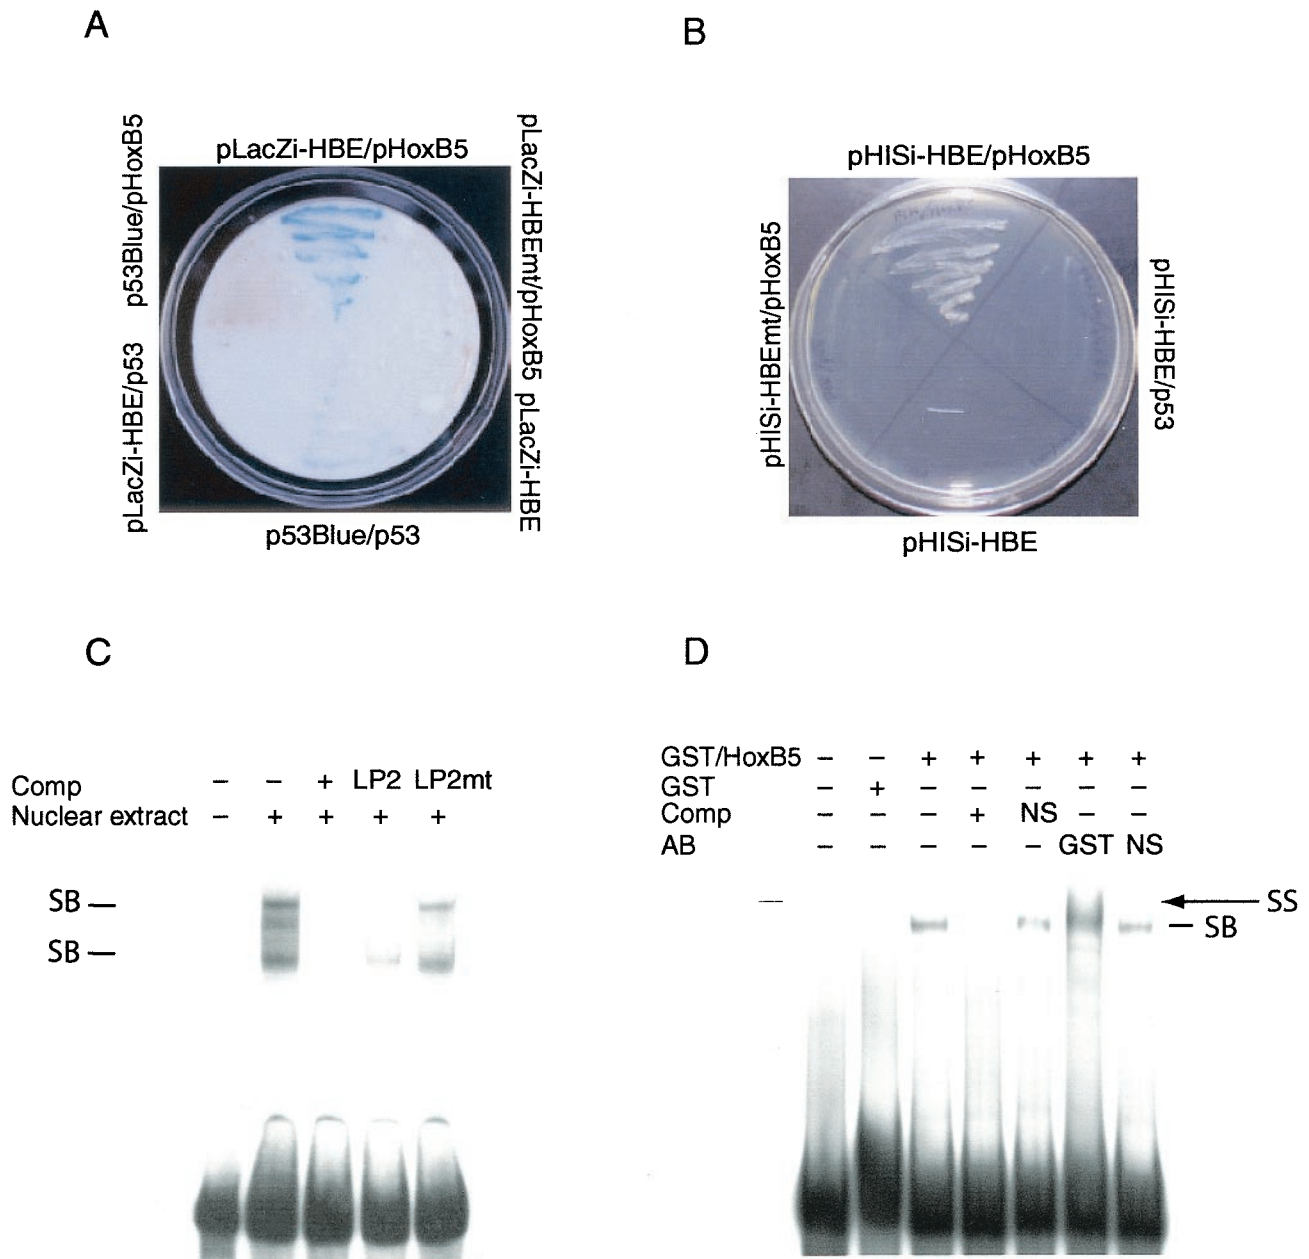 A
B
pLacZi-HBE/pHoxB5
p53Blue/pHoxB5
pLacZi-HBEmt/pHoxB5
pLacZi-HBE/p53
pLacZi-HBE
p53Blue/p53
pHISi-HBE/pHoxB5
pHISi-HBEmt/pHoxB5
pHISi-HBE/p53
pHISi-HBE
C
Comp – – + LP2 LP2mt
Nuclear extract – + + + +
SB –
SB –
D
GST/HoxB5 – – + + + + +
GST – + – – – – –
Comp – – – + NS – –
AB – – – – – GST NS
SS
– SB